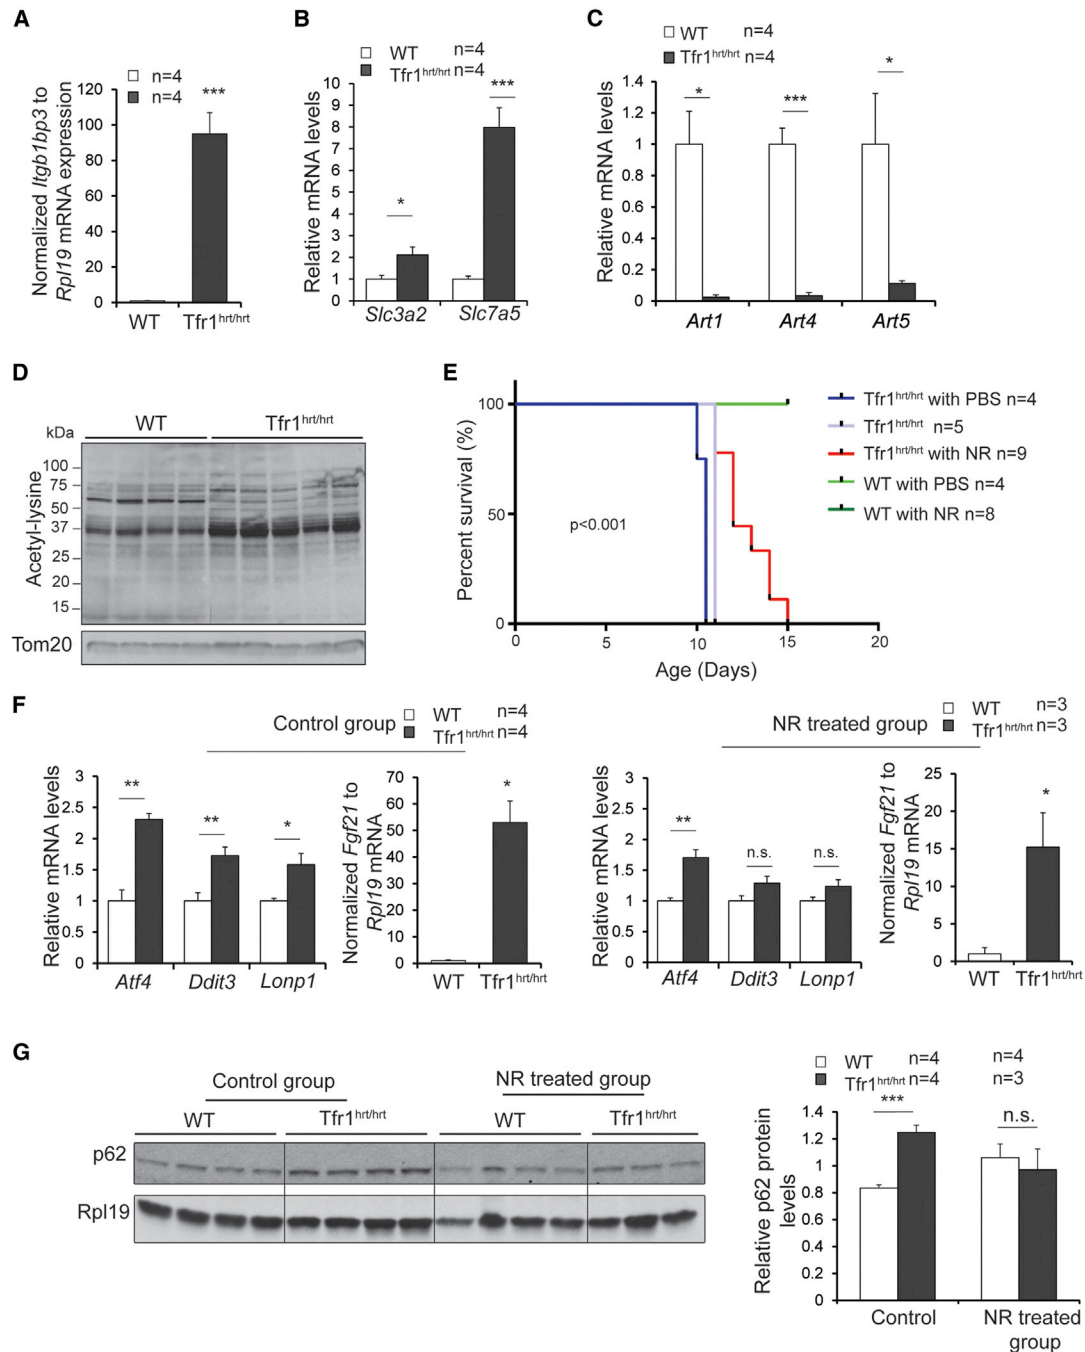 A
n=4
n=4
***
Normalized Itgb1bp3 to
Rpl19 mRNA expression
120
100
80
60
40
20
0
WT
Tfr1hrt/hrt
B
WT n=4
Tfr1hrt/hrt n=4
***
*
Relative mRNA levels
10
9
8
7
6
5
4
3
2
1
0
Slc3a2
Slc7a5
C
WT n=4
Tfr1hrt/hrt n=4
*
***
*
Relative mRNA levels
1.4
1.2
1
0.8
0.6
0.4
0.2
0
Art1
Art4
Art5
D
WT
Tfr1hrt/hrt
kDa
100
75
50
37
25
20
15
Acetyl-lysine
Tom20
E
Percent survival (%)
100
50
0
p<0.001
0
5
10
15
20
Age (Days)
Tfr1hrt/hrt with PBS n=4
Tfr1hrt/hrt n=5
Tfr1hrt/hrt with NR n=9
WT with PBS n=4
WT with NR n=8
F
Control group
WT n=4
Tfr1hrt/hrt n=4
Relative mRNA levels
3
2.5
2
1.5
1
0.5
0
**
**
*
Atf4
Ddit3
Lonp1
Normalized Fgf21 to
Rpl19 mRNA
70
60
50
40
30
20
10
0
*
WT
Tfr1hrt/hrt
NR treated group
WT n=3
Tfr1hrt/hrt n=3
Relative mRNA levels
3
2.5
2
1.5
1
0.5
0
**
n.s.
n.s.
Atf4
Ddit3
Lonp1
Normalized Fgf21 to
Rpl19 mRNA
25
20
15
10
5
0
*
WT
Tfr1hrt/hrt
G
Control group
NR treated group
WT
Tfr1hrt/hrt
WT
Tfr1hrt/hrt
p62
Rpl19
WT n=4 n=4
Tfr1hrt/hrt n=4 n=3
***
n.s.
Relative p62 protein
levels
1.4
1.2
1
0.8
0.6
0.4
0.2
0
Control
NR treated
group